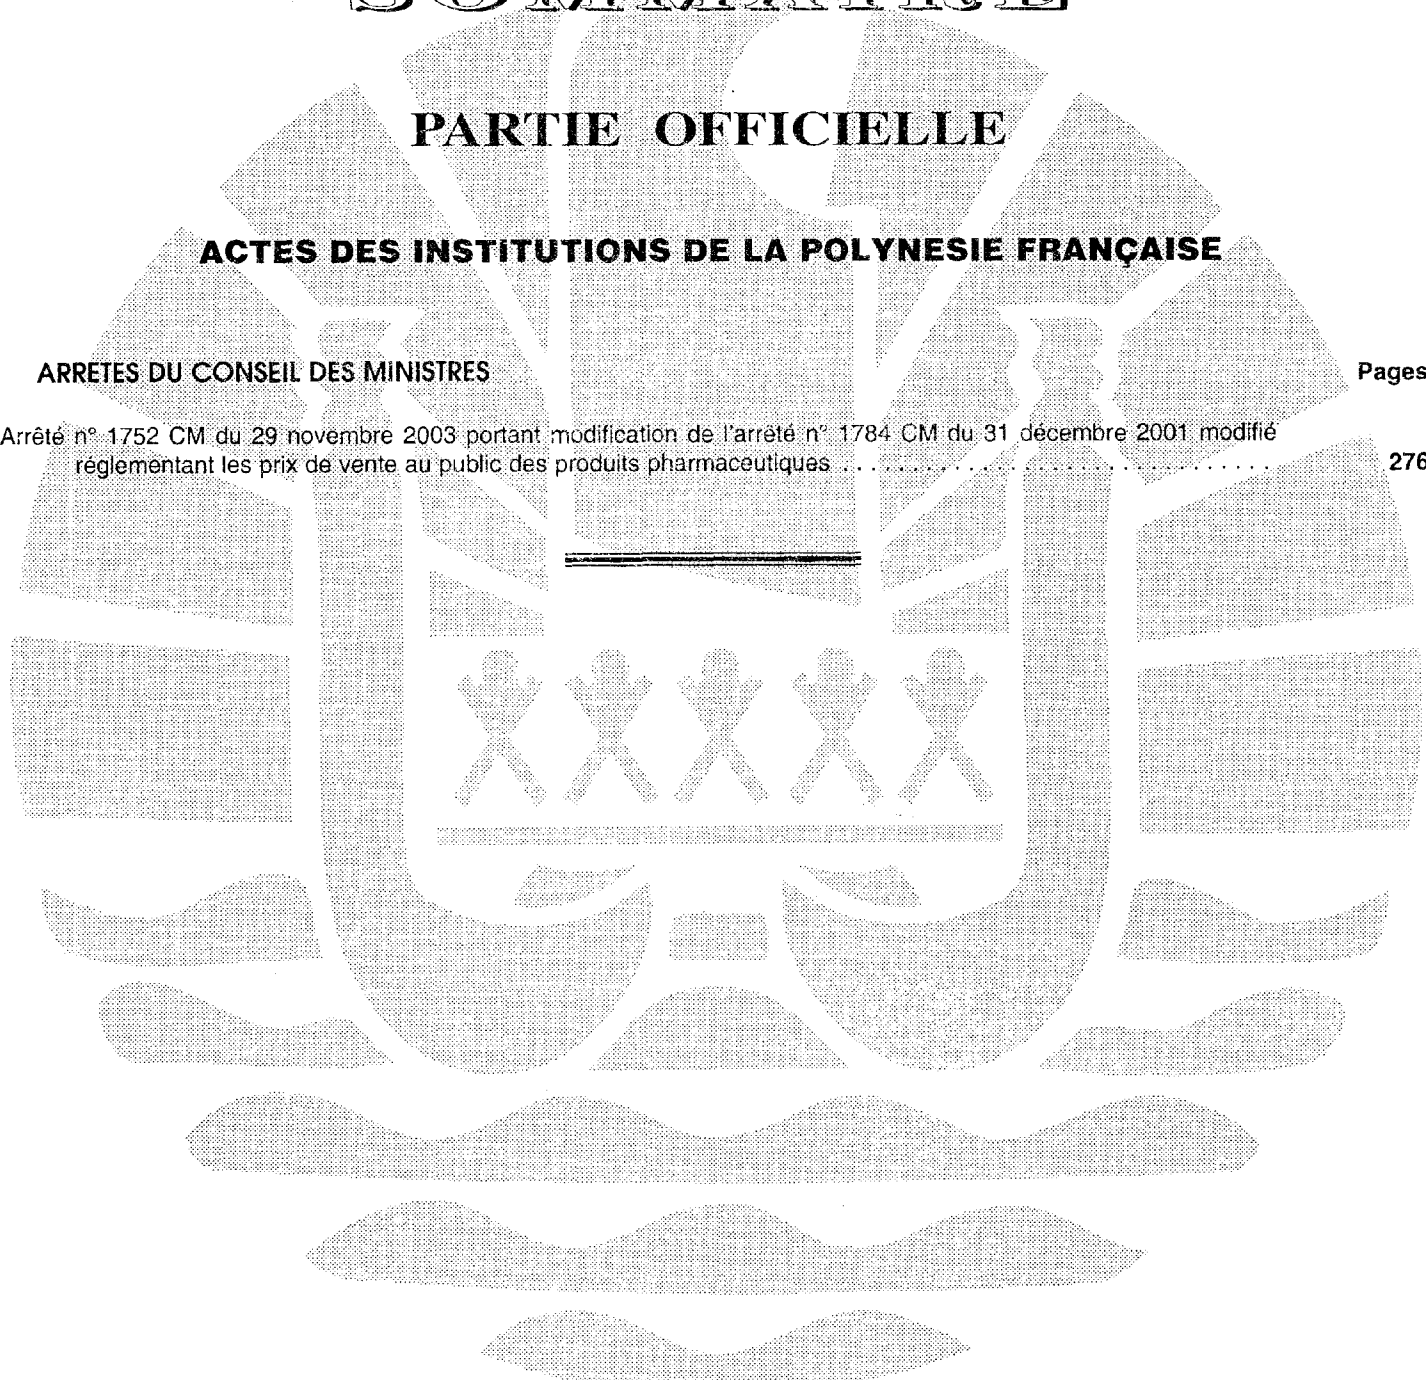 SOMMAIRE
PARTIE OFFICIELLE
ACTES DES INSTITUTIONS DE LA POLYNESIE FRANÇAISE
ARRETES DU CONSEIL DES MINISTRES Pages
Arrêté n° 1752 CM du 29 novembre 2003 portant modification de l'arrêté n° 1784 CM du 31 décembre 2001 modifié
réglementant les prix de vente au public des produits pharmaceutiques . . . . . . . . . . . . . . . . . . . . . . . . . . . . . . . 276